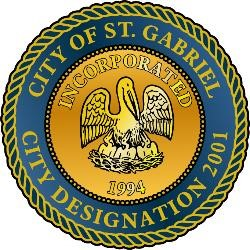 CITY OF ST. GABRIEL
INCORPORATED
1994
CITY DESIGNATION 2001